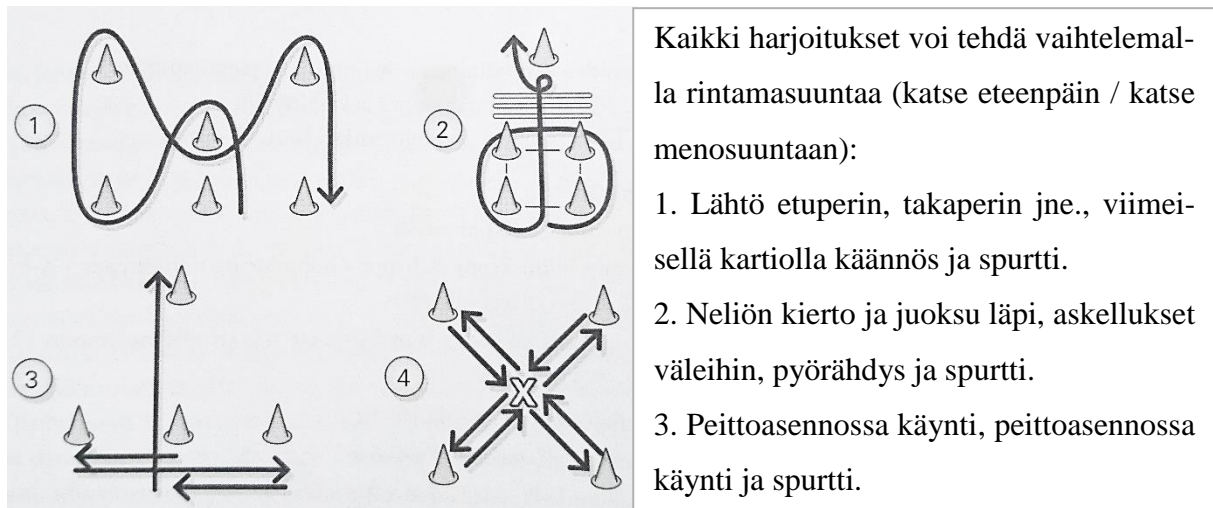 1
2
3
4
X
Kaikki harjoitukset voi tehdä vaihtelemal-
la rintamasuuntaa (katse eteenpäin / katse
menosuuntaan):
1. Lähtö etuperin, takaperin jne., viimei-
sellä kartiolla käännös ja spurtti.
2. Neliön kierto ja juoksu läpi, askellukset
väleihin, pyörähdys ja spurtti.
3. Peittoasennossa käynti, peittoasennossa
käynti ja spurtti.